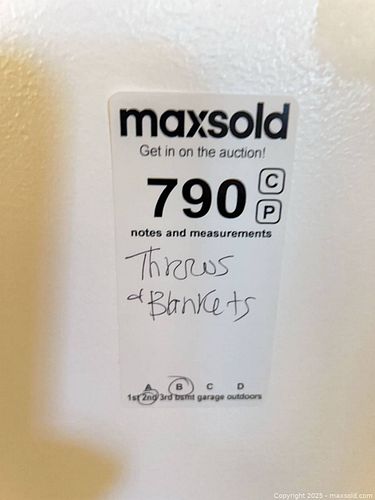 maxsold
Get in on the auction!
790 C
P
notes and measurements
Throws
& Blankets
A B C D
1st 2nd 3rd bsmt garage outdoors
Copyright 2025 - maxsold.com